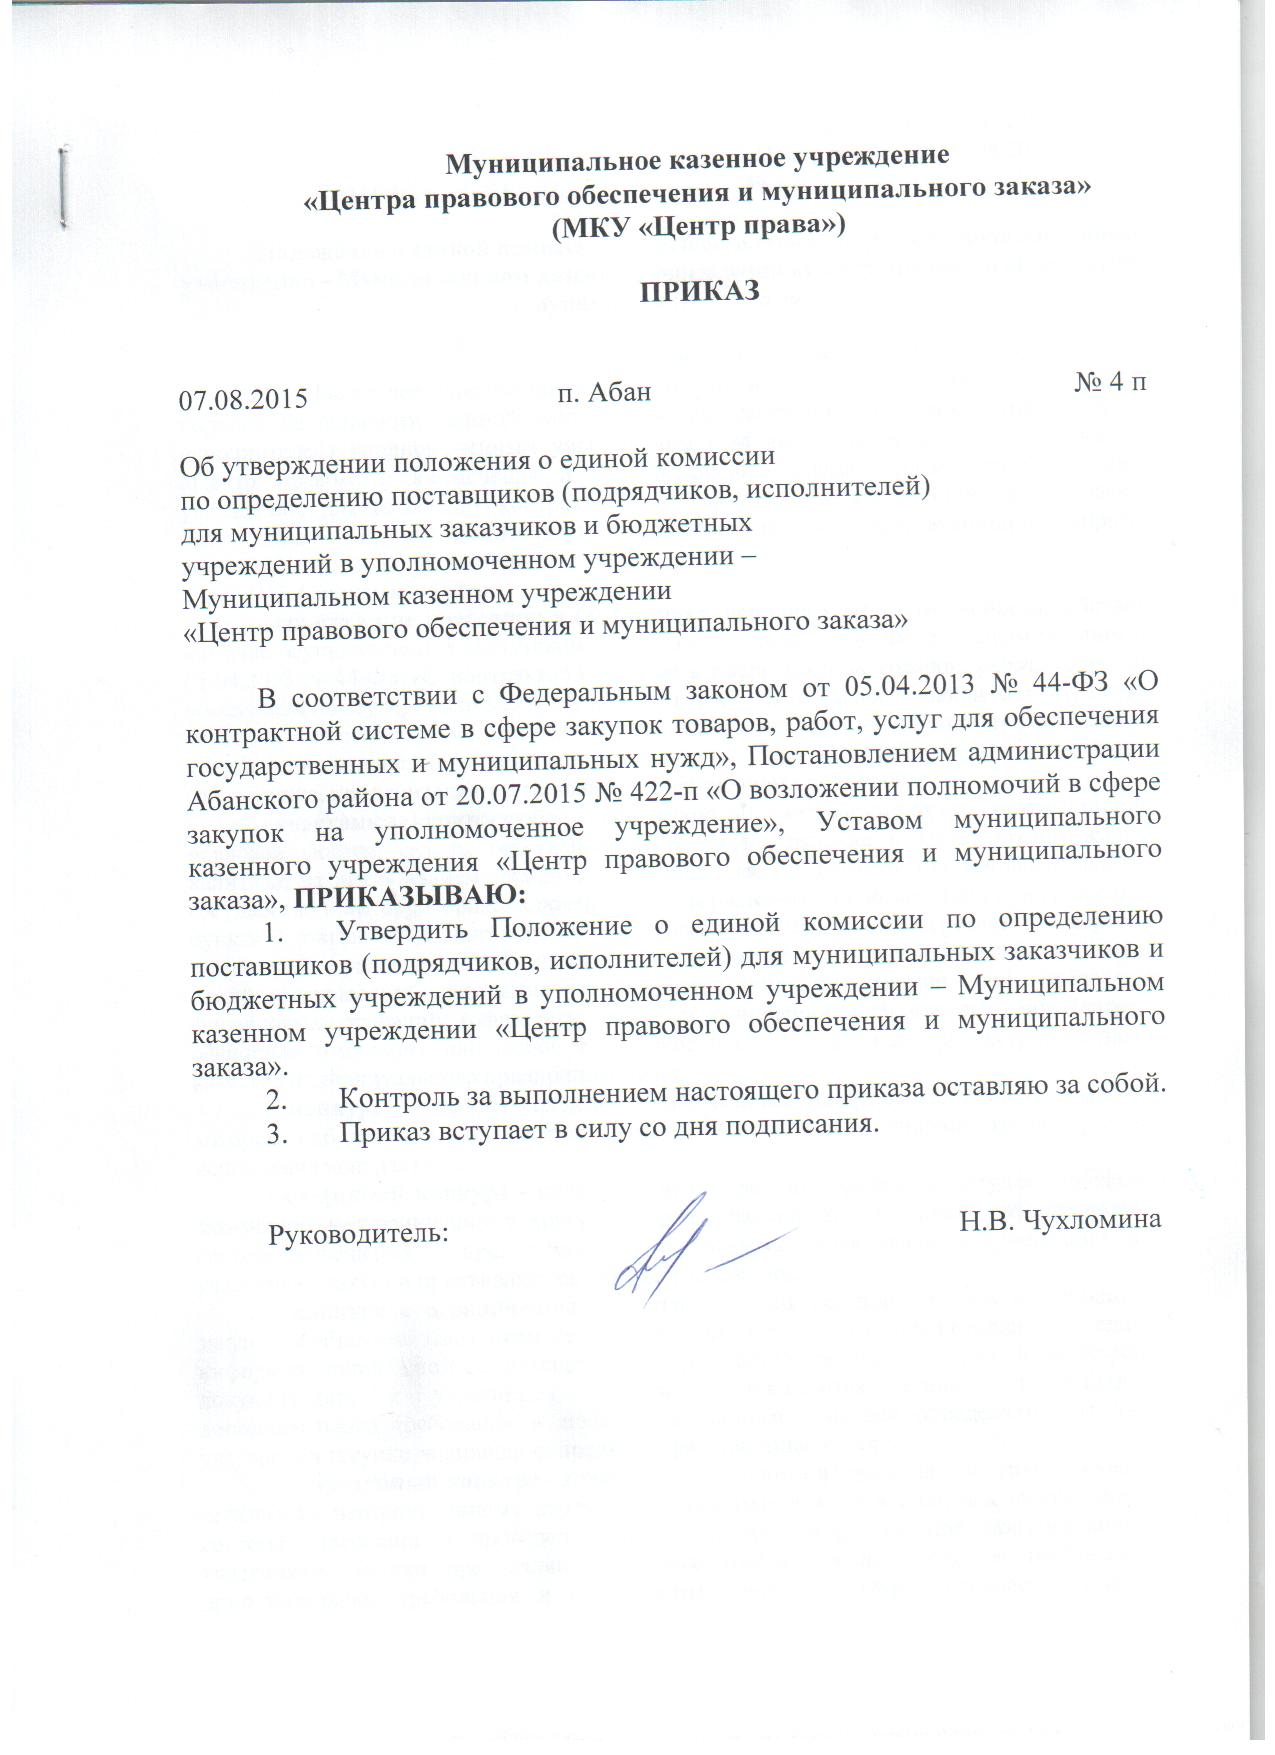 Муниципальное казенное учреждение
«Центра правового обеспечения и муниципального заказа»
(МКУ «Центр права»)
ПРИКАЗ
07.08.2015 п. Абан № 4 п
Об утверждении положения о единой комиссии
по определению поставщиков (подрядчиков, исполнителей)
для муниципальных заказчиков и бюджетных
учреждений в уполномоченном учреждении –
Муниципальном казенном учреждении
«Центр правового обеспечения и муниципального заказа»
В соответствии с Федеральным законом от 05.04.2013 № 44-ФЗ «О
контрактной системе в сфере закупок товаров, работ, услуг для обеспечения
государственных и муниципальных нужд», Постановлением администрации
Абанского района от 20.07.2015 № 422-п «О возложении полномочий в сфере
закупок на уполномоченное учреждение», Уставом муниципального
казенного учреждения «Центр правового обеспечения и муниципального
заказа», ПРИКАЗЫВАЮ:
1. Утвердить Положение о единой комиссии по определению
поставщиков (подрядчиков, исполнителей) для муниципальных заказчиков и
бюджетных учреждений в уполномоченном учреждении – Муниципальном
казенном учреждении «Центр правового обеспечения и муниципального
заказа».
2. Контроль за выполнением настоящего приказа оставляю за собой.
3. Приказ вступает в силу со дня подписания.
Руководитель: Н.В. Чухломина